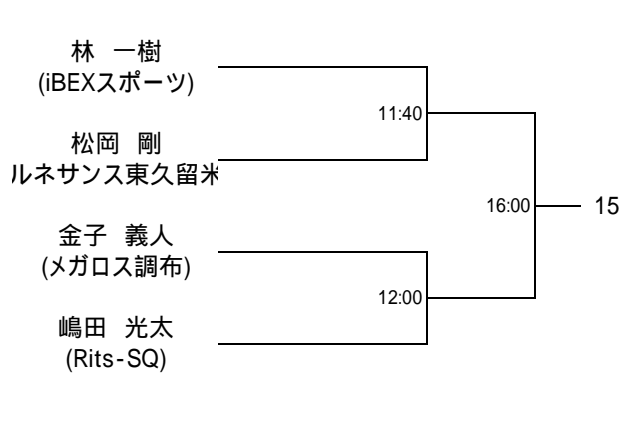 林　一樹
(iBEXスポーツ)
11:40
松岡　剛
ルネサンス東久留米
16:00
15
金子　義人
(メガロス調布)
12:00
嶋田　光太
(Rits-SQ)